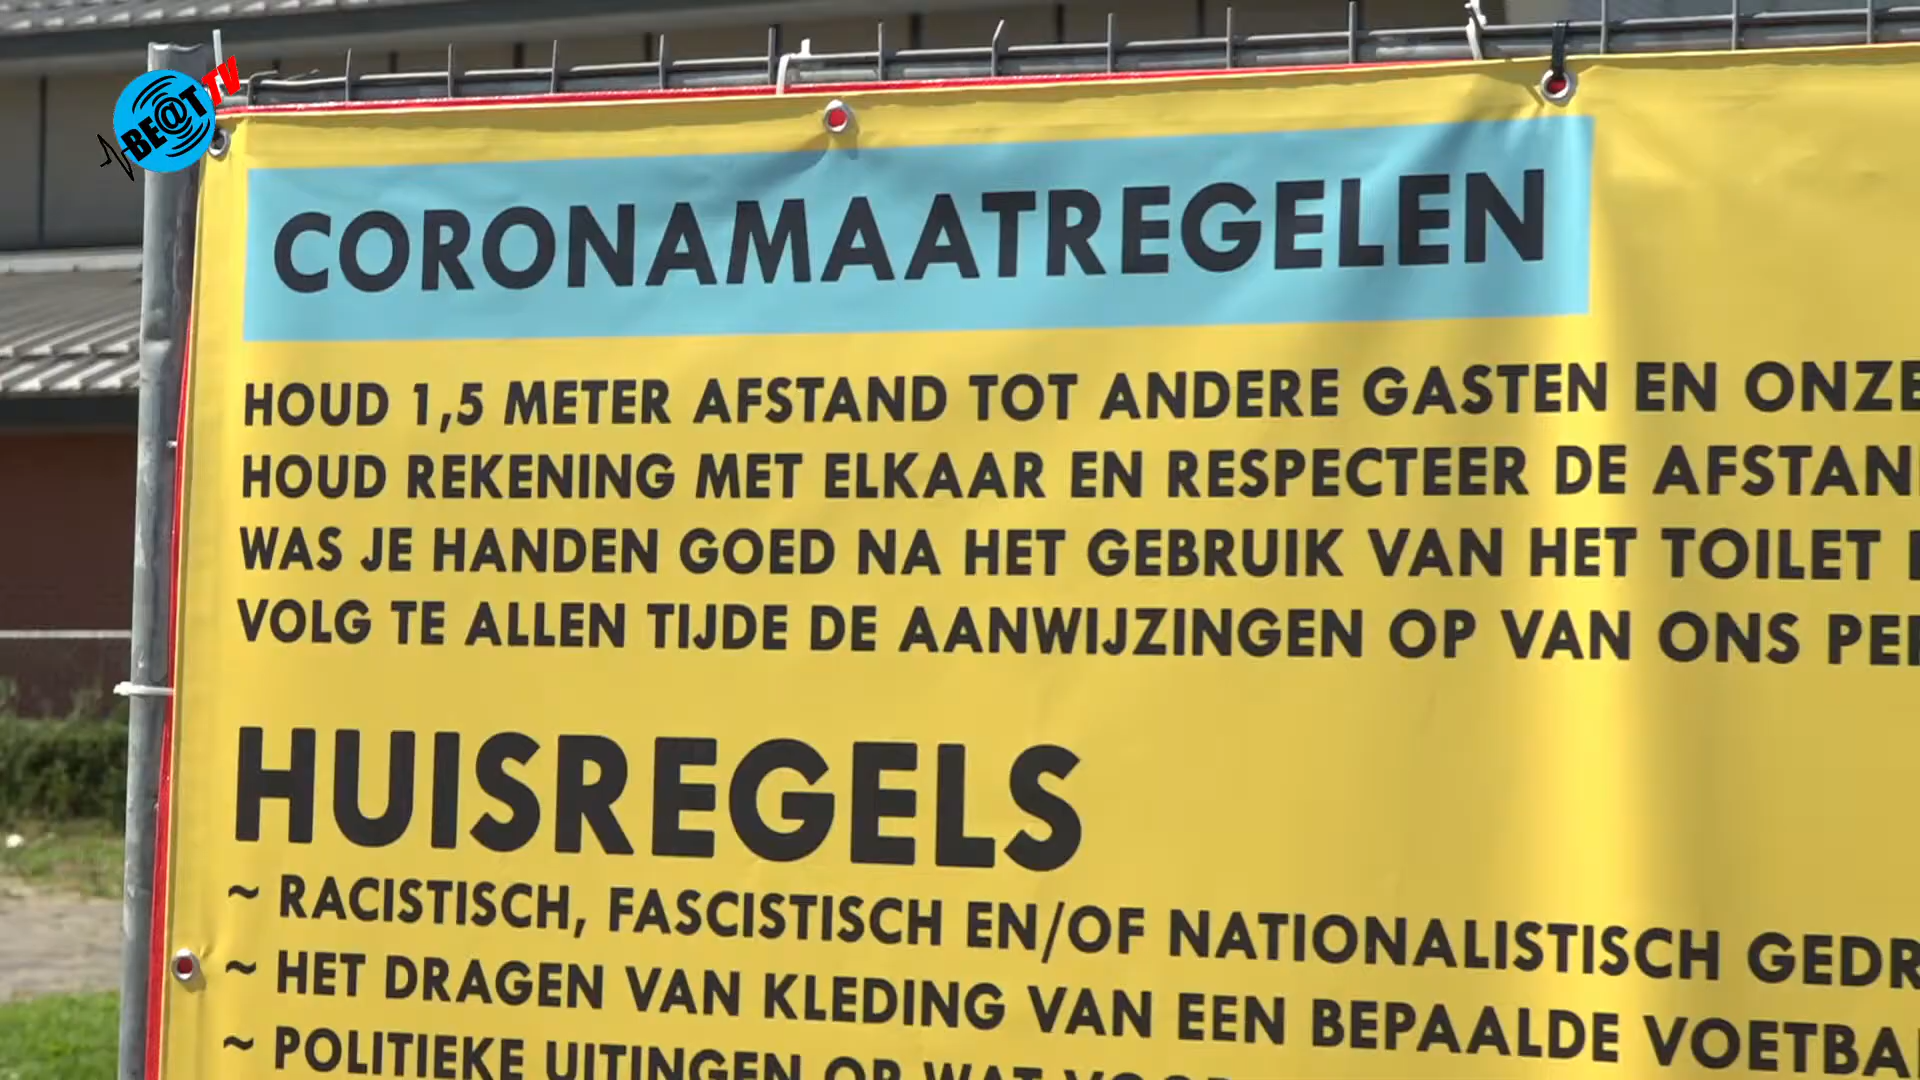 BE@T TV
CORONAMAATREGELEN
HOUD 1,5 METER AFSTAND TOT ANDERE GASTEN EN ONZE
HOUD REKENING MET ELKAAR EN RESPECTEER DE AFSTAN
WAS JE HANDEN GOED NA HET GEBRUIK VAN HET TOILET
VOLG TE ALLEN TIJDE DE AANWIJZINGEN OP VAN ONS PE
HUISREGELS
~ RACISTISCH, FASCISTISCH EN/OF NATIONALISTISCH GEDR
~ HET DRAGEN VAN KLEDING VAN EEN BEPAALDE VOETBA
~ POLITIEKE UITINGEN OP WAT